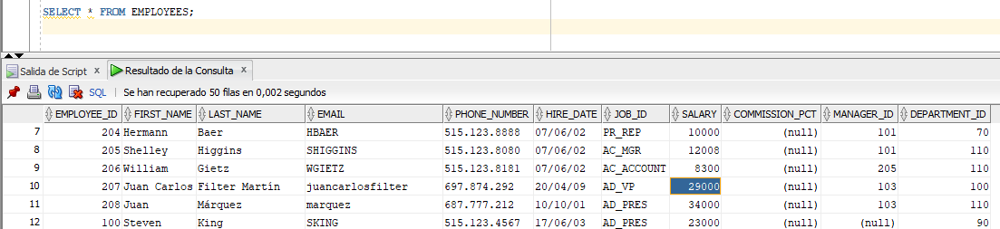 SELECT * FROM EMPLOYEES;
Salida de Script x Resultado de la Consulta x
SQL | Se han recuperado 50 filas en 0,002 segundos
EMPLOYEE_ID FIRST_NAME LAST_NAME EMAIL PHONE_NUMBER HIRE_DATE JOB_ID SALARY COMMISSION_PCT MANAGER_ID DEPARTMENT_ID
7 204 Hermann Baer HBAER 515.123.8888 07/06/02 PR_REP 10000 (null) 101 70
8 205 Shelley Higgins SHIGGINS 515.123.8080 07/06/02 AC_MGR 12008 (null) 101 110
9 206 William Gietz WGIETZ 515.123.8181 07/06/02 AC_ACCOUNT 8300 (null) 205 110
10 207 Juan Carlos Filter Martín juancarlosfilter 697.874.292 20/04/09 AD_VP 29000 (null) 103 100
11 208 Juan Márquez marquez 687.777.212 10/10/01 AD_PRES 34000 (null) 103 110
12 100 Steven King SKING 515.123.4567 17/06/03 AD_PRES 23000 (null) (null) 90